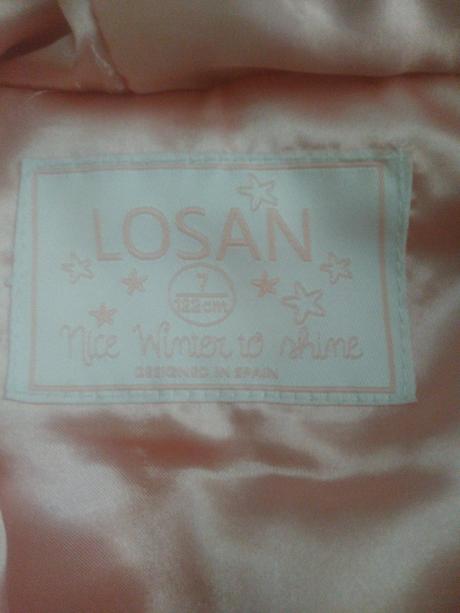 LOSAN
7
122cm
Nice Winter to shine
DESIGNED IN SPAIN